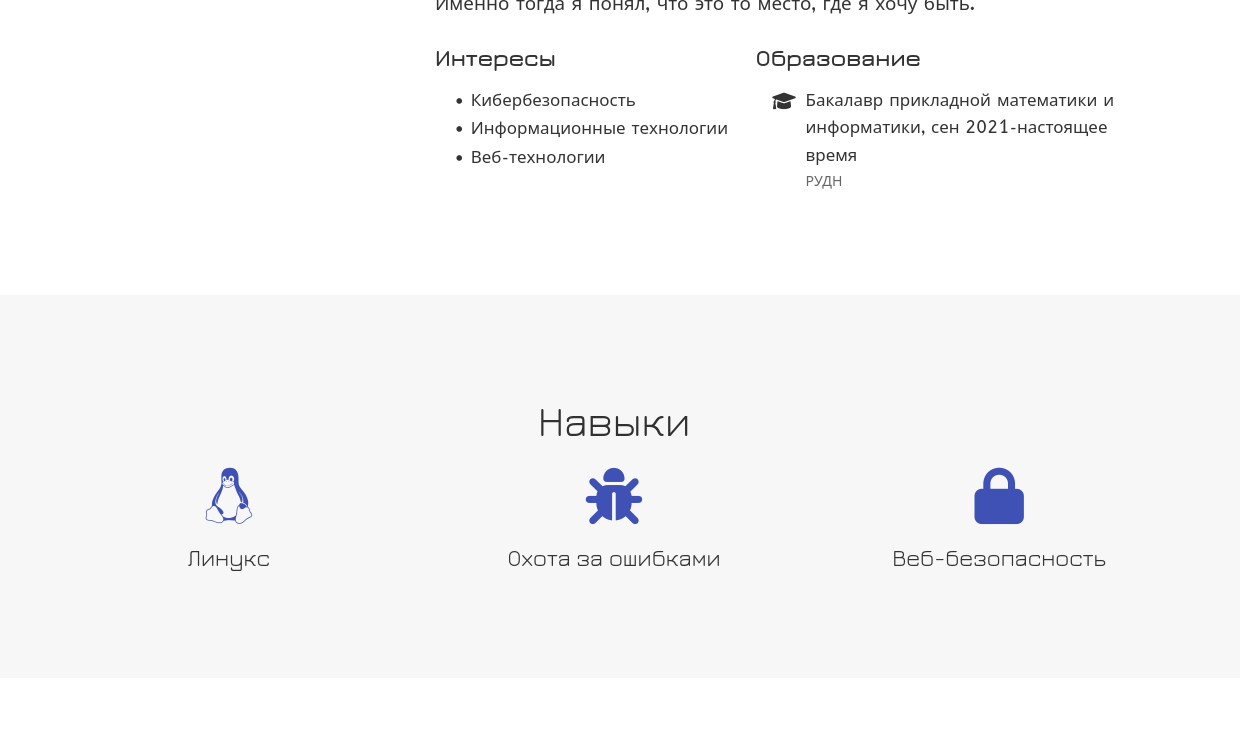 Именно тогда я понял, что это то место, где я хочу быть.
Интересы
• Кибербезопасность
• Информационные технологии
• Веб-технологии
Образование
Бакалавр прикладной математики и
информатики, сен 2021-настоящее
время
РУДН
Навыки
Линукс
Охота за ошибками
Веб-безопасность